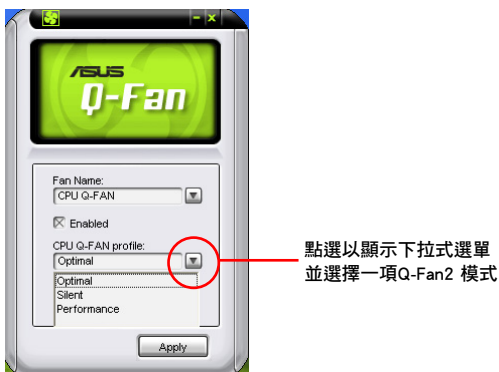 ASUS
Q-Fan
Fan Name:
CPU Q-FAN
Enabled
CPU Q-FAN profile:
Optimal
Optimal
Silent
Performance
Apply
點選以顯示下拉式選單
並選擇一項Q-Fan2 模式